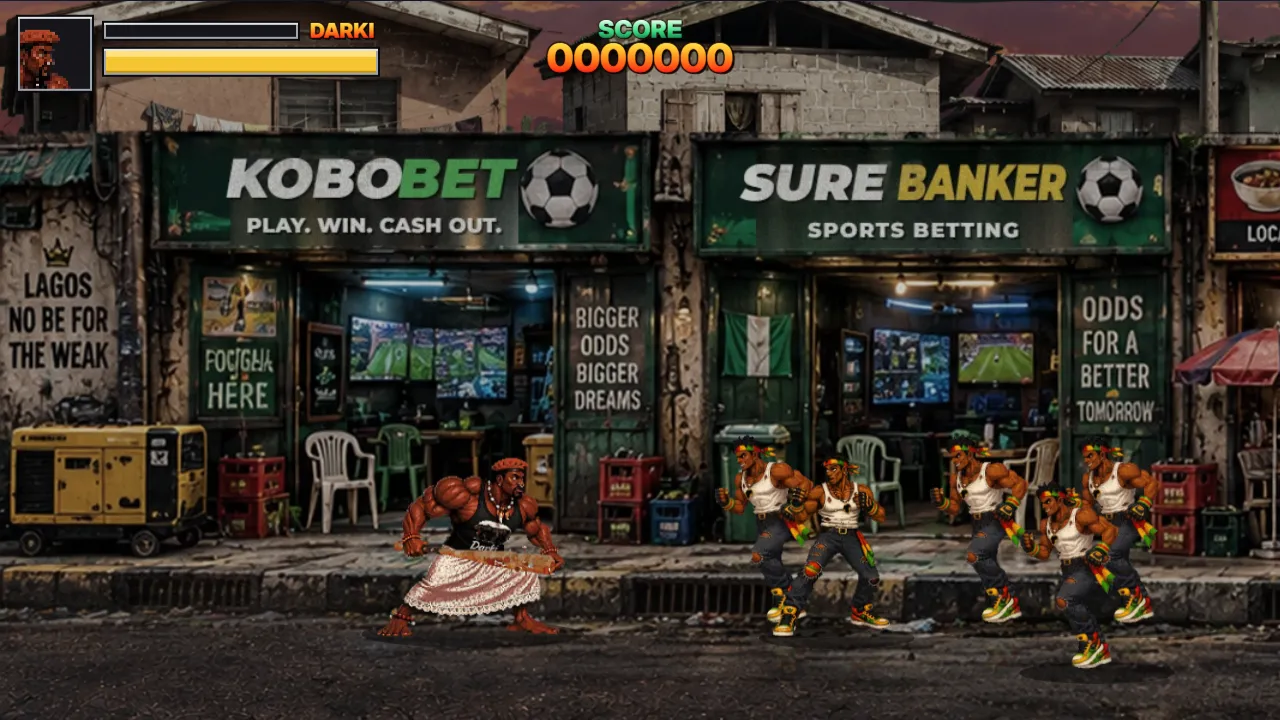 DARKI
SCORE
0000000
KOBOBET
PLAY. WIN. CASH OUT.
SURE BANKER
SPORTS BETTING
LAGOS
NO BE FOR
THE WEAK
HERE
BIGGER
ODDS
BIGGER
DREAMS
ODDS
FOR A
BETTER
TOMORROW